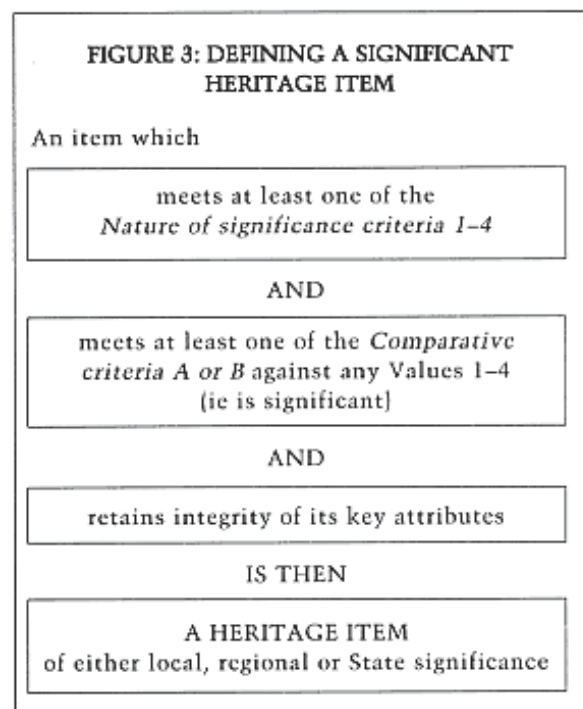 FIGURE 3: DEFINING A SIGNIFICANT
HERITAGE ITEM
An item which
meets at least one of the
Nature of significance criteria 1–4
AND
meets at least one of the Comparative
criteria A or B against any Values 1–4
(ie is significant)
AND
retains integrity of its key attributes
IS THEN
A HERITAGE ITEM
of either local, regional or State significance